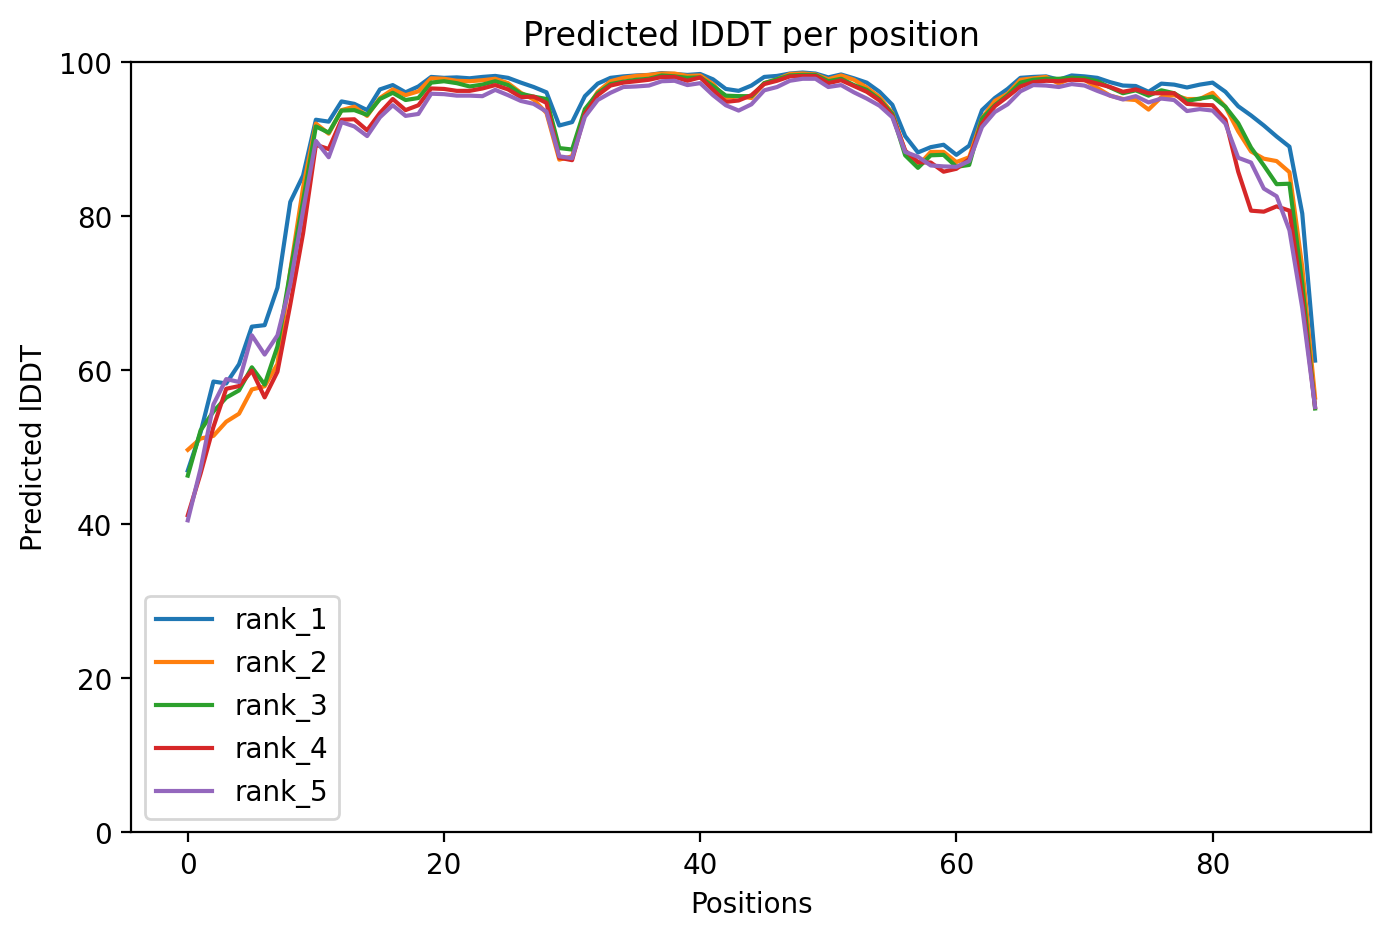 Predicted lDDT per position
100
80
60
40
20
0
Predicted lDDT
rank_1
rank_2
rank_3
rank_4
rank_5
0 20 40 60 80
Positions